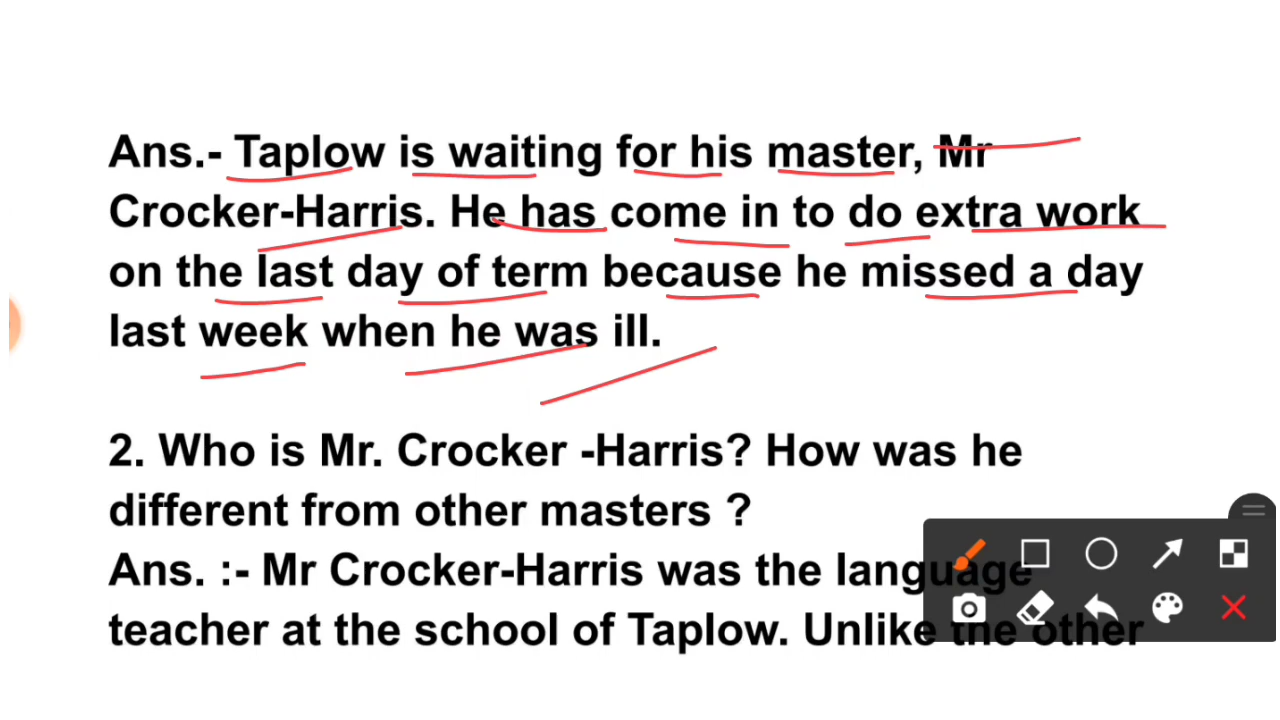 Ans.- Taplow is waiting for his master, Mr
Crocker-Harris. He has come in to do extra work
on the last day of term because he missed a day
last week when he was ill.
2. Who is Mr. Crocker -Harris? How was he
different from other masters ?
Ans. :- Mr Crocker-Harris was the language
teacher at the school of Taplow. Unlike the other